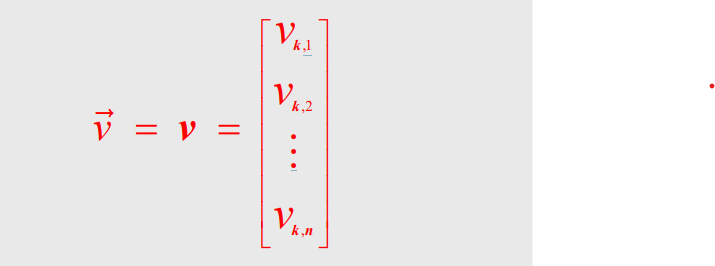 v⃗ = 𝒗 = [
v_{k,1}
v_{k,2}
⋮
v_{k,n}
]